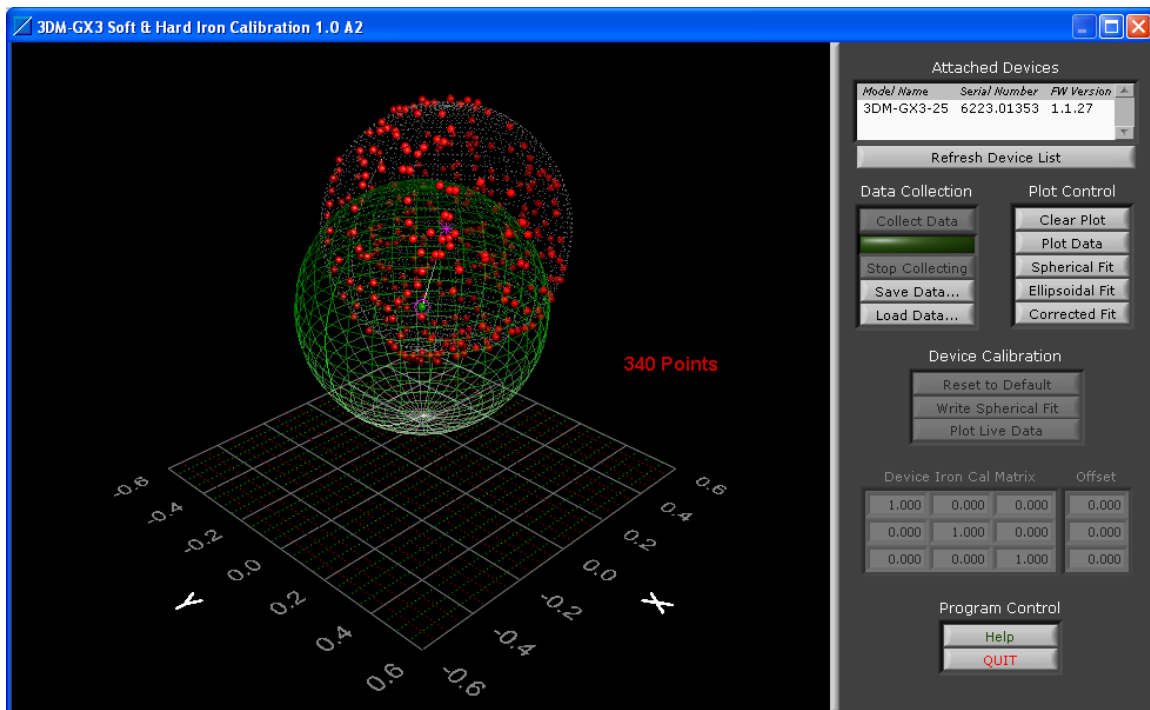 3DM-GX3 Soft & Hard Iron Calibration 1.0 A2
340 Points
-0.6
-0.4
-0.2
0.0
0.2
0.4
0.6
Y
0.6
0.4
0.2
0.0
-0.2
-0.4
-0.6
X
Attached Devices
Model Name Serial Number FW Version
3DM-GX3-25 6223.01353 1.1.27
Refresh Device List
Data Collection
Collect Data
Stop Collecting
Save Data...
Load Data...
Plot Control
Clear Plot
Plot Data
Spherical Fit
Ellipsoidal Fit
Corrected Fit
Device Calibration
Reset to Default
Write Spherical Fit
Plot Live Data
Device Iron Cal Matrix Offset
1.000 0.000 0.000 0.000
0.000 1.000 0.000 0.000
0.000 0.000 1.000 0.000
Program Control
Help
QUIT